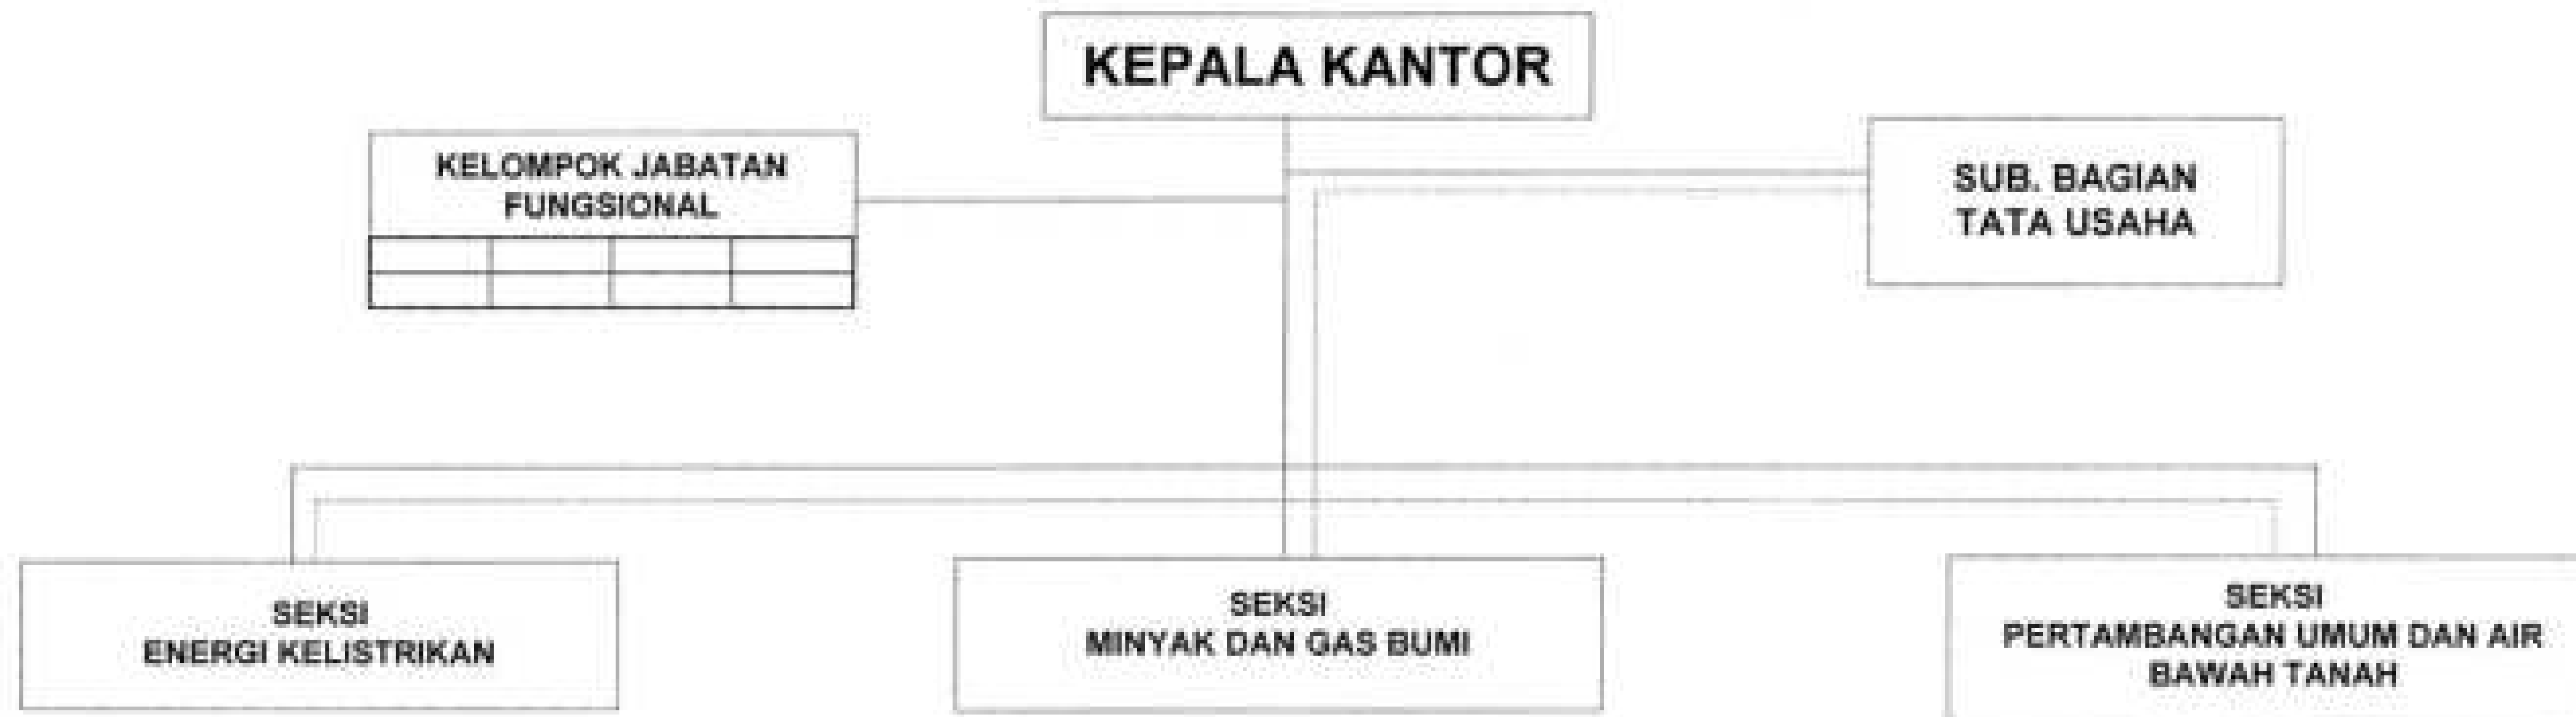 KEPALA KANTOR
KELOMPOK JABATAN
FUNGSIONAL
SUB. BAGIAN
TATA USAHA
SEKSI
ENERGI KELISTRIKAN
SEKSI
MINYAK DAN GAS BUMI
SEKSI
PERTAMBANGAN UMUM DAN AIR
BAWAH TANAH